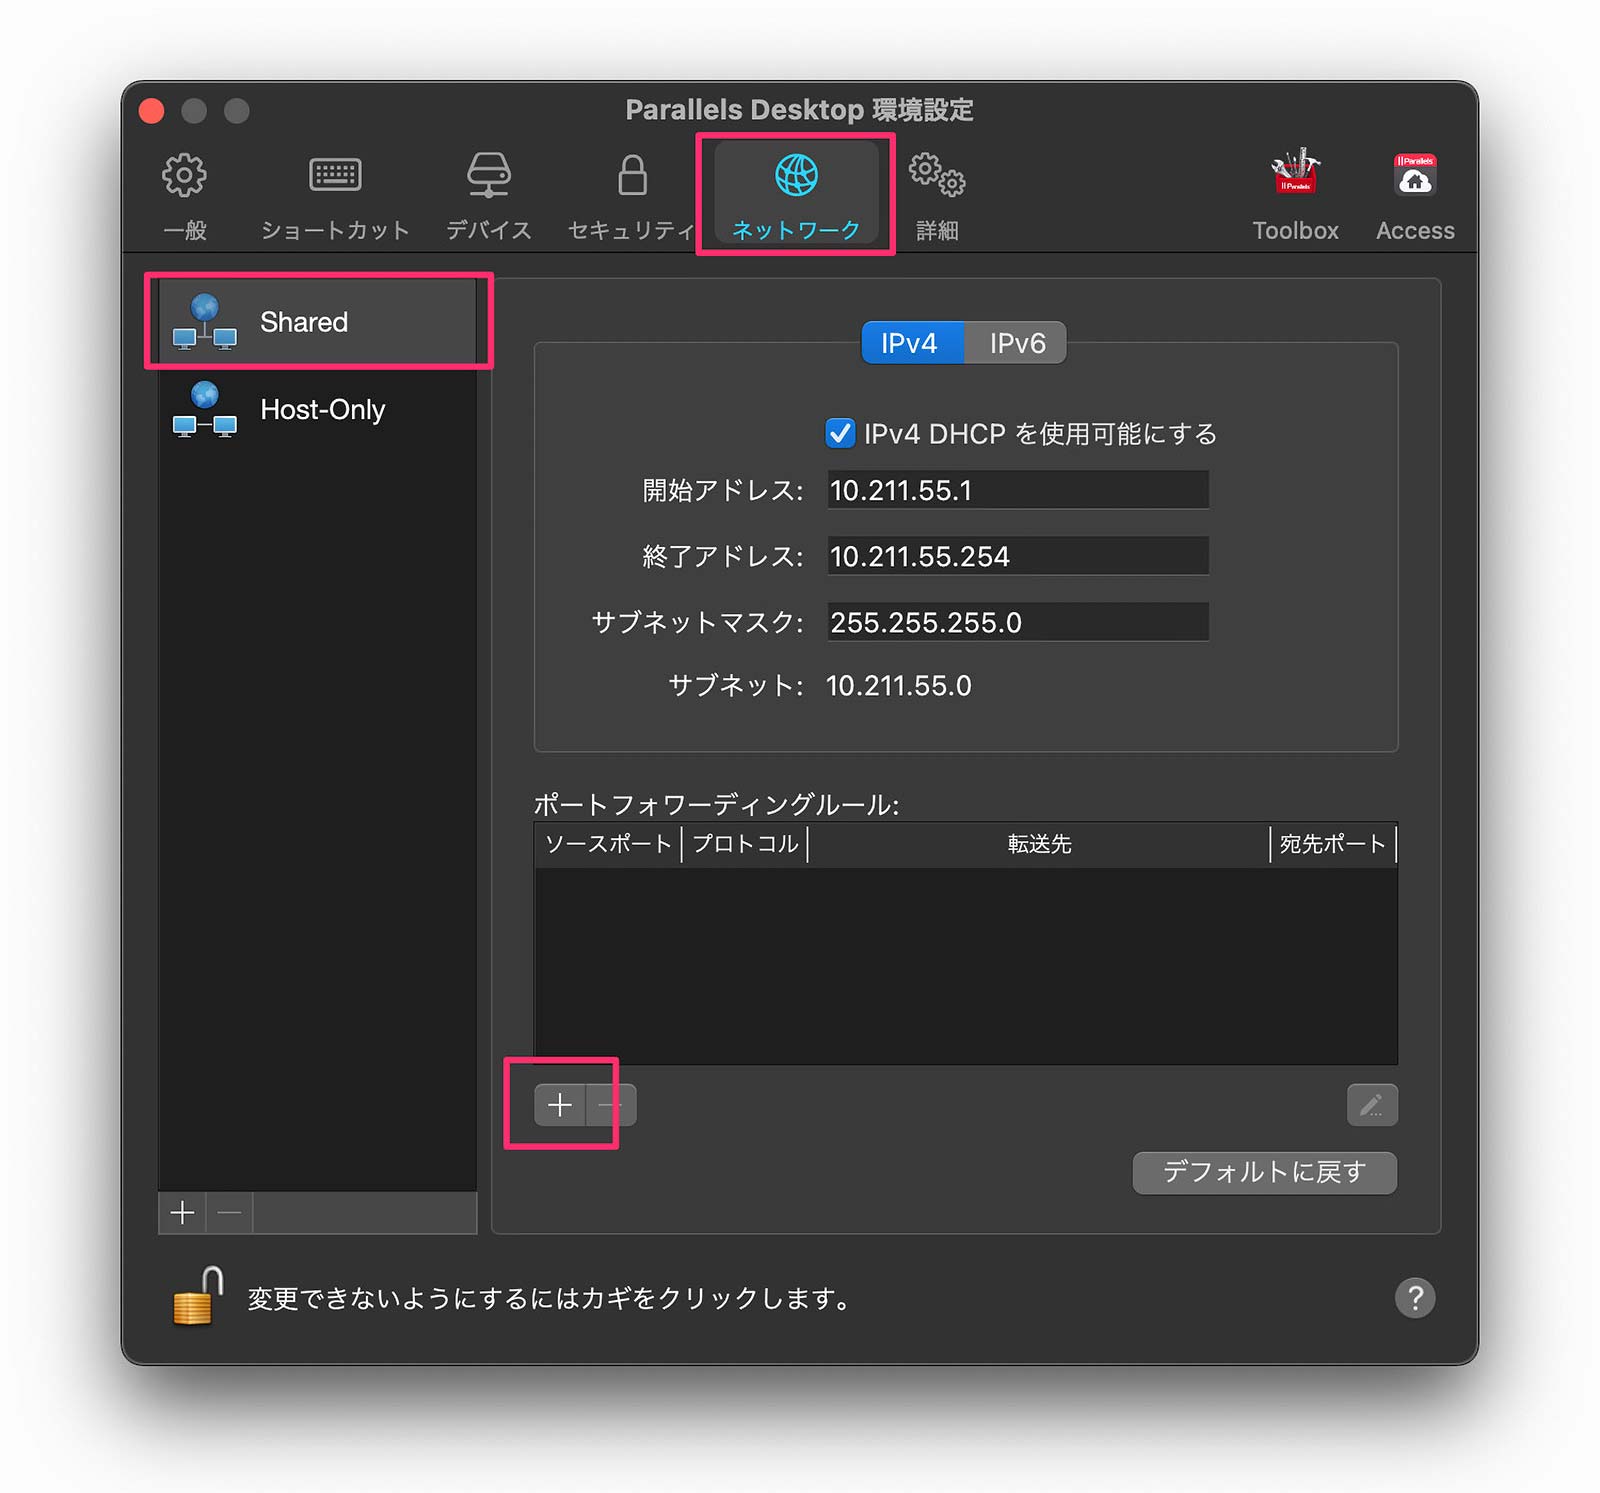 Parallels Desktop 環境設定
一般
ショートカット
デバイス
セキュリティ
ネットワーク
詳細
Parallels
Toolbox
Parallels
Access
Shared
Host-Only
IPv4
IPv6
IPv4 DHCP を使用可能にする
開始アドレス: 10.211.55.1
終了アドレス: 10.211.55.254
サブネットマスク: 255.255.255.0
サブネット: 10.211.55.0
ポートフォワーディングルール:
ソースポート
プロトコル
転送先
宛先ポート
デフォルトに戻す
変更できないようにするにはカギをクリックします。
?